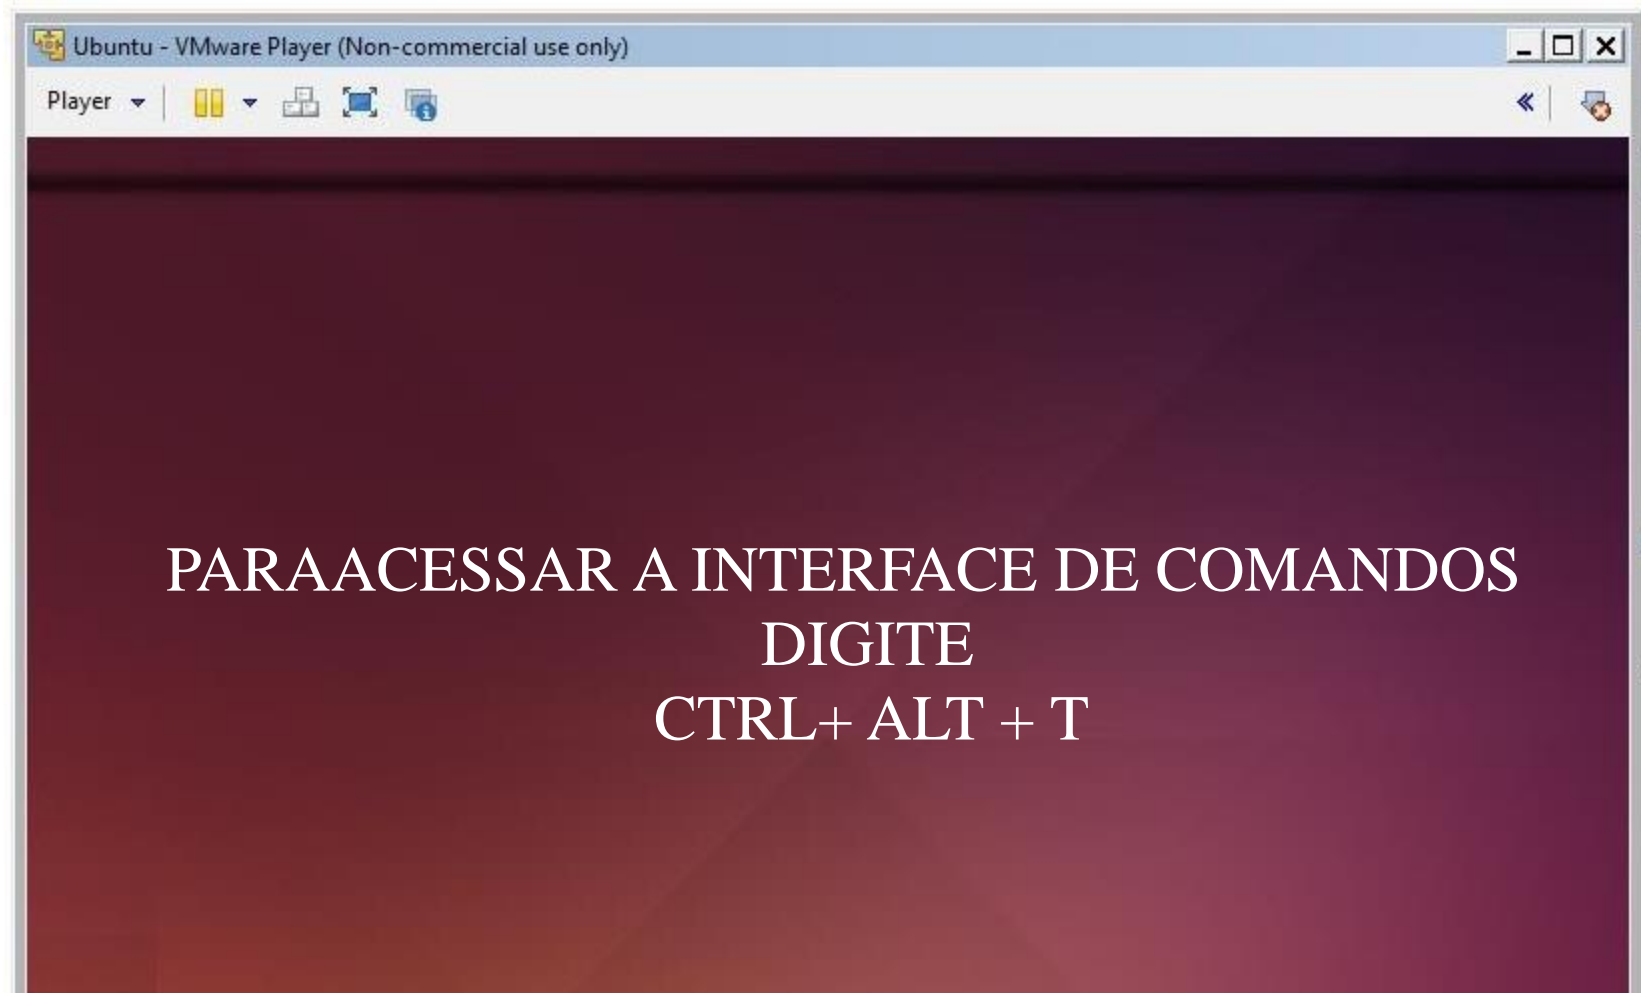 Ubuntu - VMware Player (Non-commercial use only)
Player
PARAACESSAR A INTERFACE DE COMANDOS
DIGITE
CTRL+ ALT + T